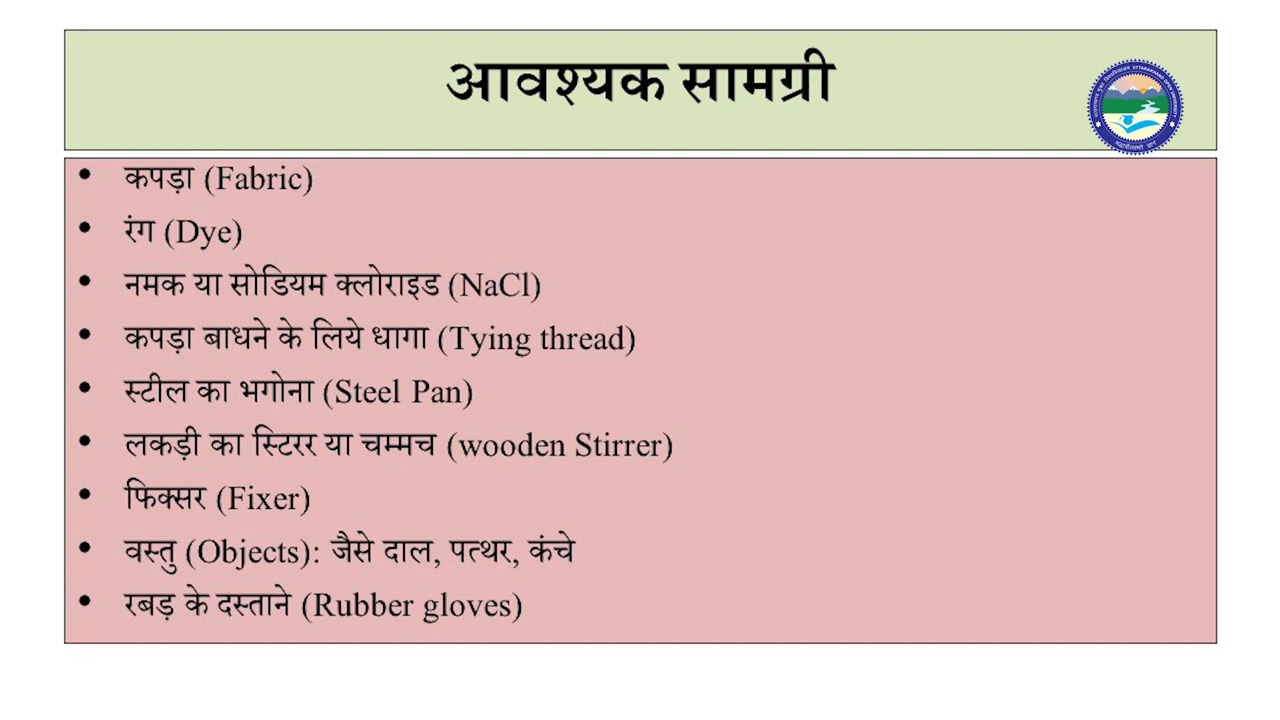 आवश्यक सामग्री
• कपड़ा (Fabric)
• रंग (Dye)
• नमक या सोडियम क्लोराइड (NaCl)
• कपड़ा बाधने के लिये धागा (Tying thread)
• स्टील का भगोना (Steel Pan)
• लकड़ी का स्टिरर या चम्मच (wooden Stirrer)
• फिक्सर (Fixer)
• वस्तु (Objects): जैसे दाल, पत्थर, कंचे
• रबड़ के दस्ताने (Rubber gloves)